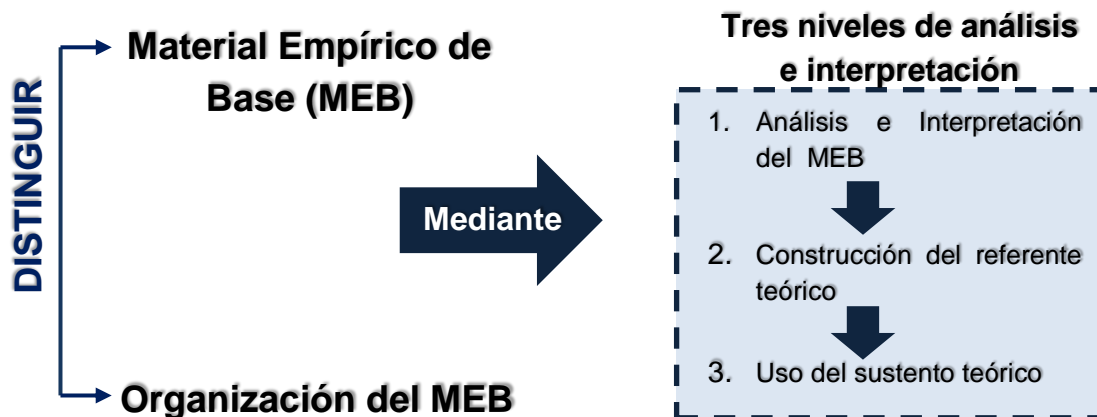 DISTINGUIR
Material Empírico de
Base (MEB)
Organización del MEB
Mediante
Tres niveles de análisis
e interpretación
1. Análisis e Interpretación
del MEB
2. Construcción del referente
teórico
3. Uso del sustento teórico